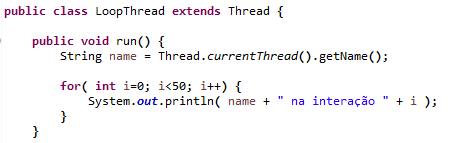 public class LoopThread extends Thread {
public void run() {
String name = Thread.currentThread().getName();
for( int i=0; i<50; i++) {
System.out.println( name + " na interação " + i );
}
}